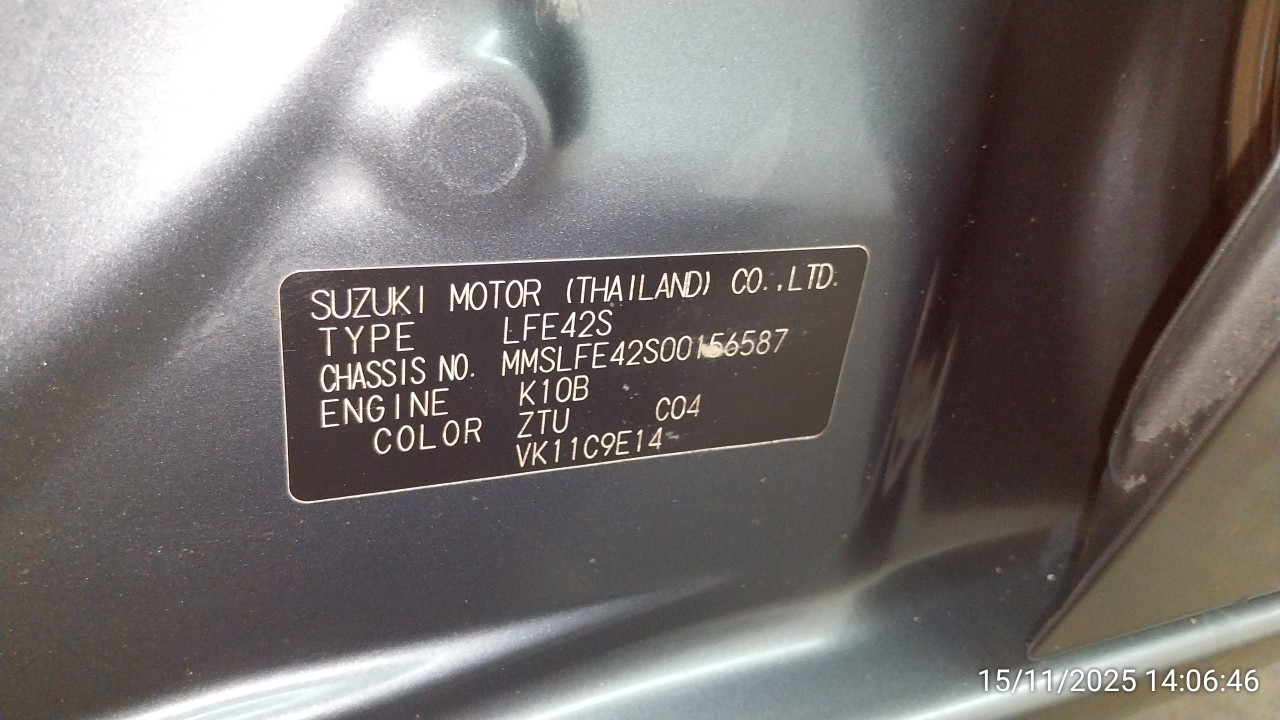 SUZUKI MOTOR (THAILAND) CO.,LTD.
TYPE LFE42S
CHASSIS NO. MMSLFE42S00156587
ENGINE K10B
COLOR ZTU C04
VK11C9E14
15/11/2025 14:06:46